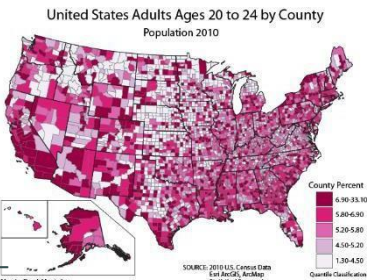 United States Adults Ages 20 to 24 by County
Population 2010
County Percent
6.90-33.10
5.80-6.90
5.20-5.80
4.50-5.20
1.30-4.50
SOURCE: 2010 U.S. Census Data
Esri ArcGIS, ArcMap
Quantile Classification